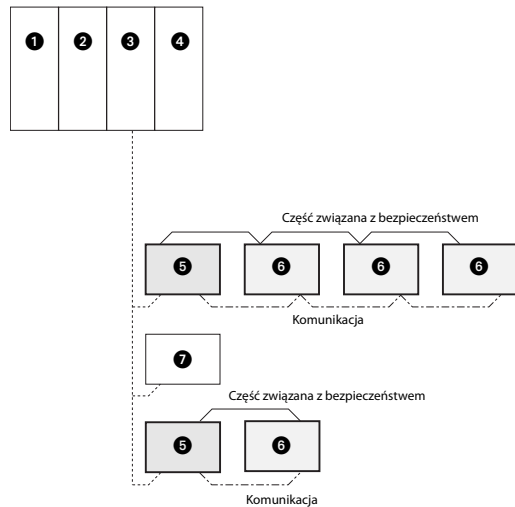 1 2 3 4
Część związana z bezpieczeństwem
5 6 6 6
Komunikacja
7
Część związana z bezpieczeństwem
5 6
Komunikacja